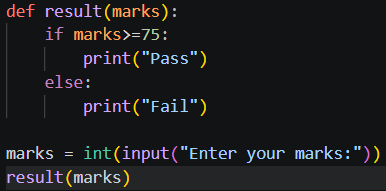 def result(marks):
    if marks>=75:
        print("Pass")
    else:
        print("Fail")

marks = int(input("Enter your marks:"))
result(marks)